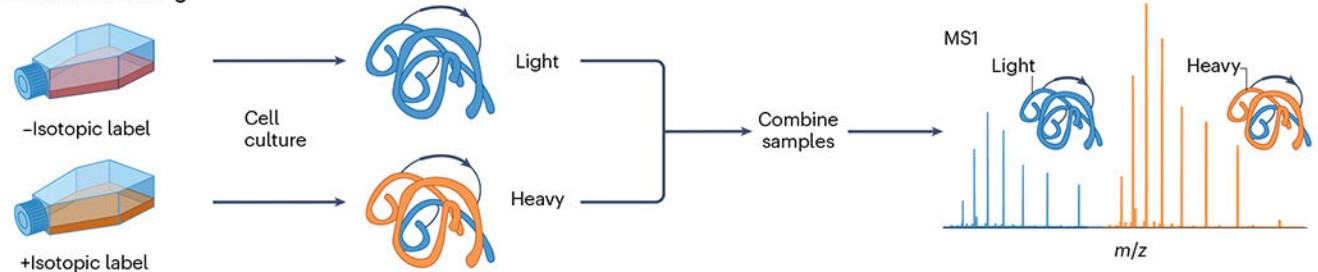 –Isotopic label
Cell
culture
+Isotopic label
Light
Heavy
Combine
samples
MS1
Light
Heavy
m/z